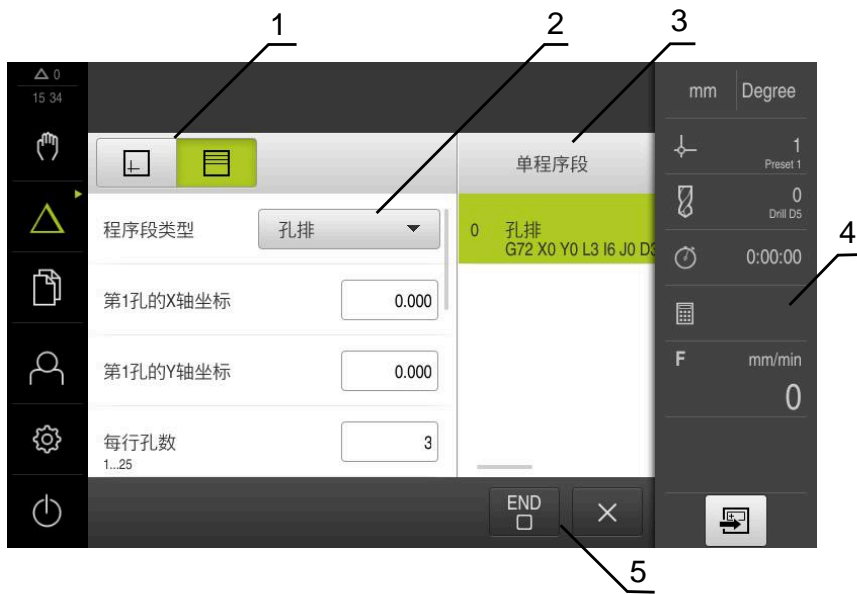 1
2
3
0
15 34
mm Degree
1
Preset 1
单程序段
0
Drill D5
程序段类型 孔排
0 孔排
G72 X0 Y0 L3 I6 J0 D3
4
0:00:00
第1孔的X轴坐标 0.000
F mm/min
第1孔的Y轴坐标 0.000
0
每行孔数 3
1...25
END
5